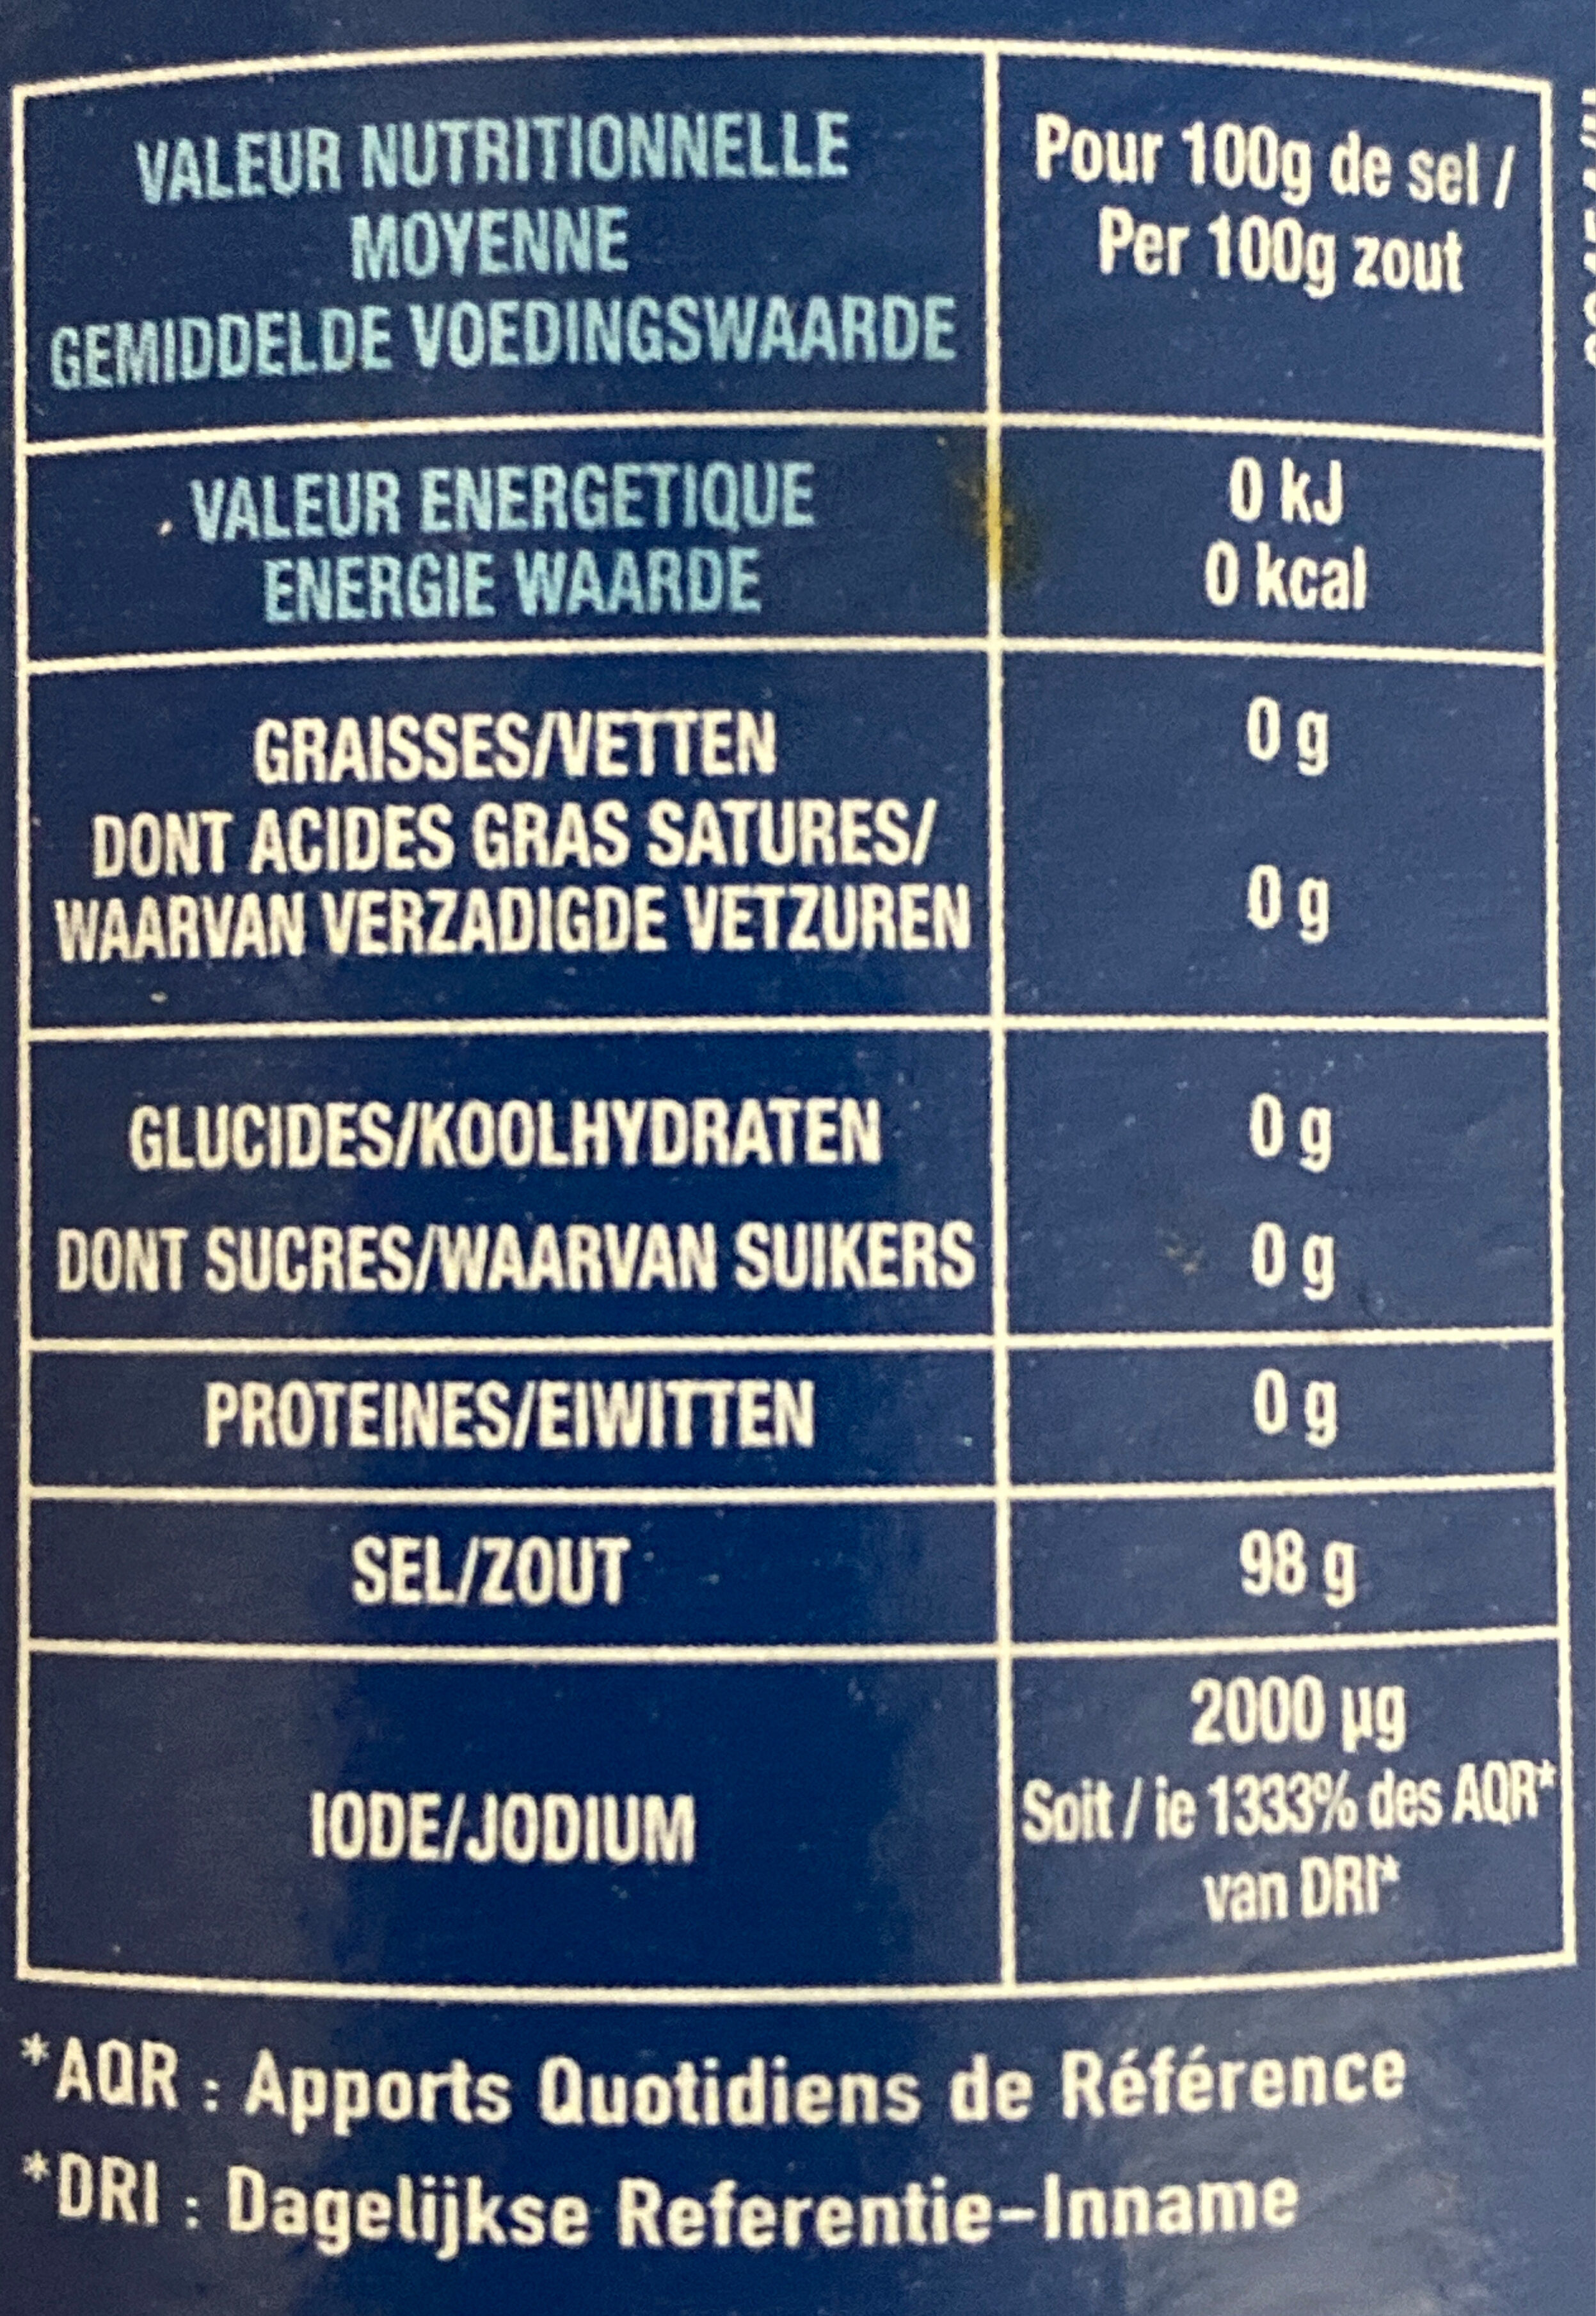 VALEUR NUTRITIONNELLE
MOYENNE
GEMIDDELDE VOEDINGSWAARDE
Pour 100g de sel /
Per 100g zout
VALEUR ENERGETIQUE
ENERGIE WAARDE
0 kJ
0 kcal
GRAISSES/VETTEN
0 g
DONT ACIDES GRAS SATURES/
WAARVAN VERZADIGDE VETZUREN
0 g
GLUCIDES/KOOLHYDRATEN
0 g
DONT SUCRES/WAARVAN SUIKERS
0 g
PROTEINES/EIWITTEN
0 g
SEL/ZOUT
98 g
IODE/JODIUM
2000 µg
Soit / ie 1333% des AQR*
van DRI*
*AQR : Apports Quotidiens de Référence
*DRI : Dagelijkse Referentie-Inname